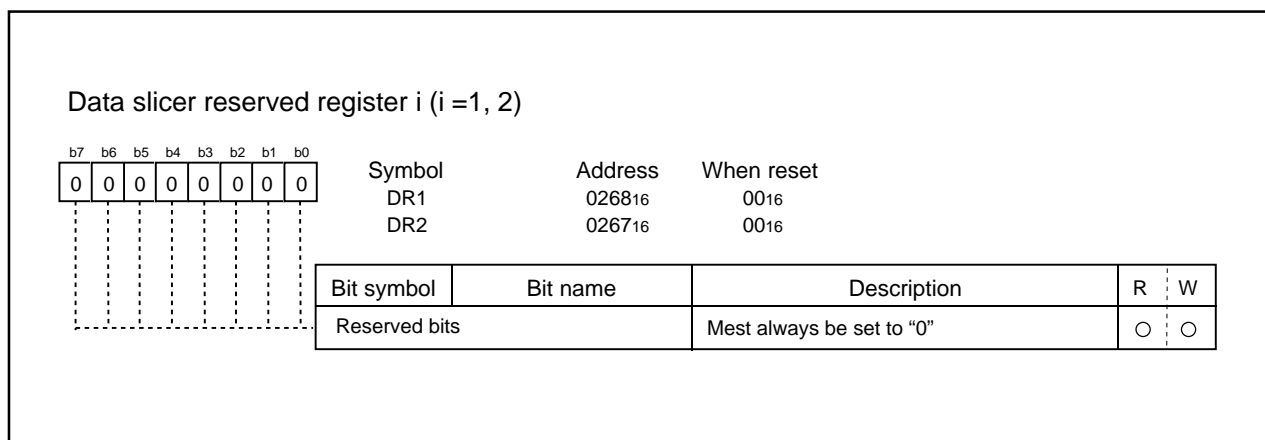 Data slicer reserved register i (i =1, 2)
b7 b6 b5 b4 b3 b2 b1 b0
0 0 0 0 0 0 0 0
Symbol Address When reset
DR1 026816 0016
DR2 026716 0016
Bit symbol Bit name Description R W
Reserved bits Mest always be set to “0” ○ ○